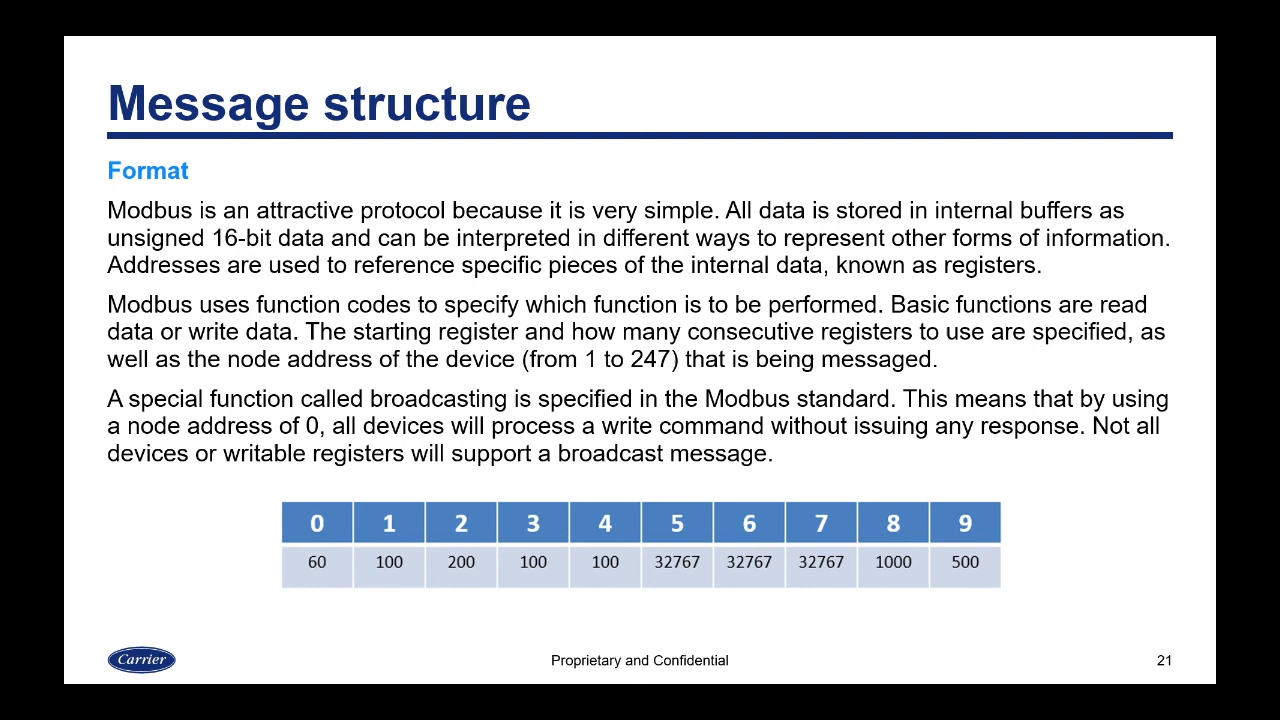 Message structure
Format
Modbus is an attractive protocol because it is very simple. All data is stored in internal buffers as
unsigned 16-bit data and can be interpreted in different ways to represent other forms of information.
Addresses are used to reference specific pieces of the internal data, known as registers.
Modbus uses function codes to specify which function is to be performed. Basic functions are read
data or write data. The starting register and how many consecutive registers to use are specified, as
well as the node address of the device (from 1 to 247) that is being messaged.
A special function called broadcasting is specified in the Modbus standard. This means that by using
a node address of 0, all devices will process a write command without issuing any response. Not all
devices or writable registers will support a broadcast message.
0 1 2 3 4 5 6 7 8 9
60 100 200 100 100 32767 32767 32767 1000 500
Carrier Proprietary and Confidential 21